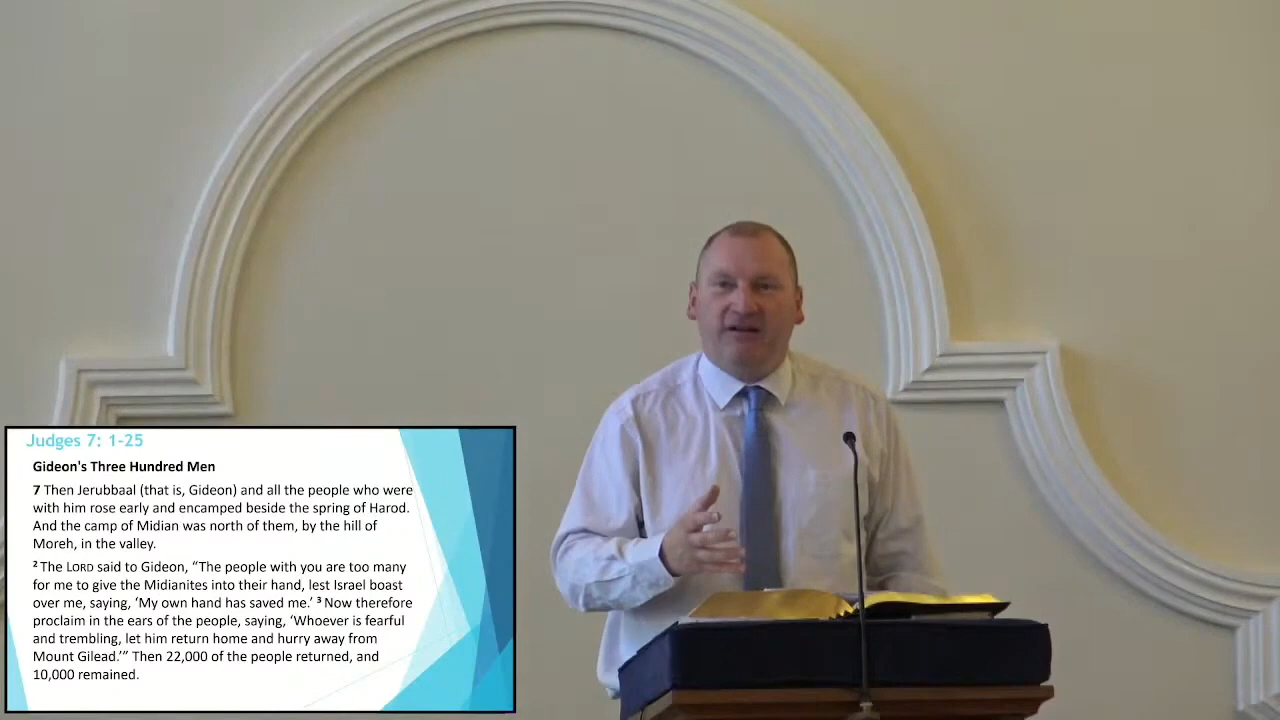 Judges 7: 1-25
Gideon's Three Hundred Men
7 Then Jerubbaal (that is, Gideon) and all the people who were
with him rose early and encamped beside the spring of Harod.
And the camp of Midian was north of them, by the hill of
Moreh, in the valley.
2 The LORD said to Gideon, “The people with you are too many
for me to give the Midianites into their hand, lest Israel boast
over me, saying, ‘My own hand has saved me.’ 3 Now therefore
proclaim in the ears of the people, saying, ‘Whoever is fearful
and trembling, let him return home and hurry away from
Mount Gilead.’” Then 22,000 of the people returned, and
10,000 remained.